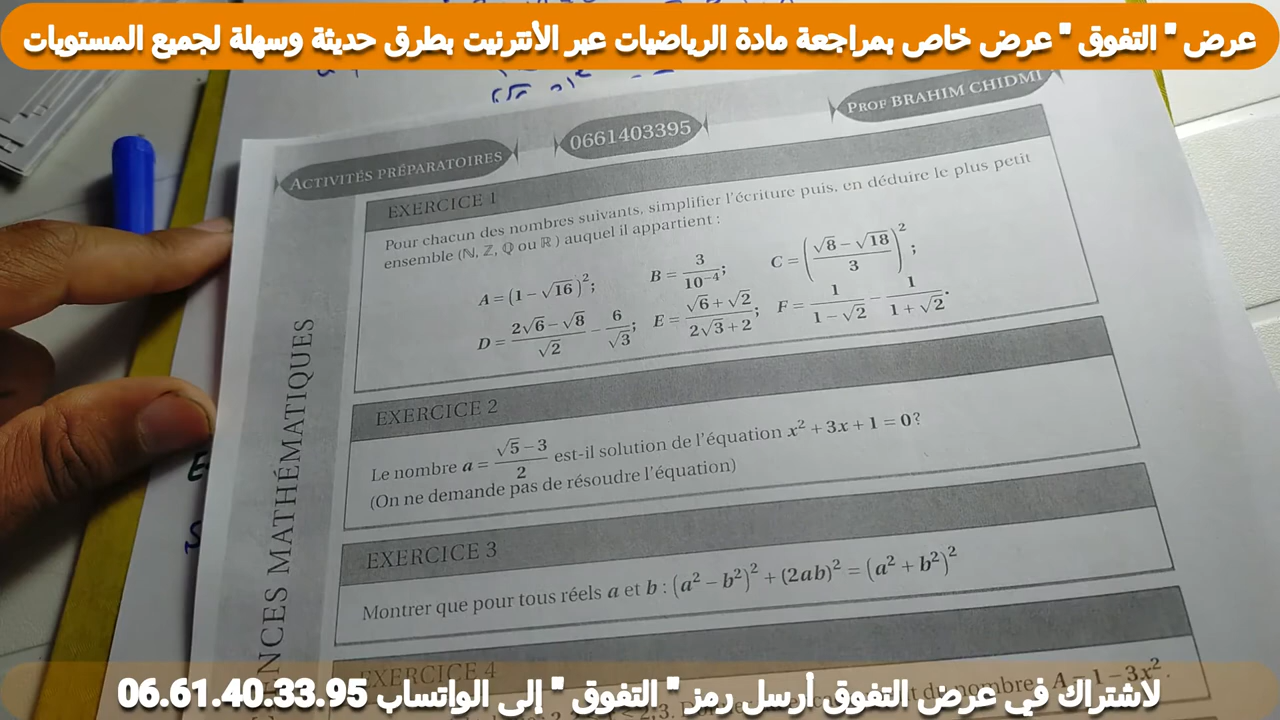 عرض " التفوق " عرض خاص بمراجعة مادة الرياضيات عبر الأنترنيت بطرق حديثة وسهلة لجميع المستويات
ACTIVITÉS PRÉPARATOIRES
0661403395
PROF BRAHIM CHIDMI
NCES MATHÉMATIQUES
EXERCICE 1
Pour chacun des nombres suivants, simplifier l'écriture puis, en déduire le plus petit
ensemble (ℕ, ℤ, ℚ ou ℝ) auquel il appartient :
A = (1 − √16)²; B = 3/10⁻⁴; C = ((√8 − √18)/3)²;
D = (2√6 − √8)/√2 − 6/√3; E = (√6 + √2)/(2√3 + 2); F = 1/(1 − √2) − 1/(1 + √2).
EXERCICE 2
Le nombre a = (√5 − 3)/2 est-il solution de l'équation x² + 3x + 1 = 0?
(On ne demande pas de résoudre l'équation)
EXERCICE 3
Montrer que pour tous réels a et b : (a² − b²)² + (2ab)² = (a² + b²)²
EXERCICE 4
du nombre A = 1 − 3x².
لاشتراك في عرض التفوق أرسل رمز " التفوق " إلى الواتساب 06.61.40.33.95